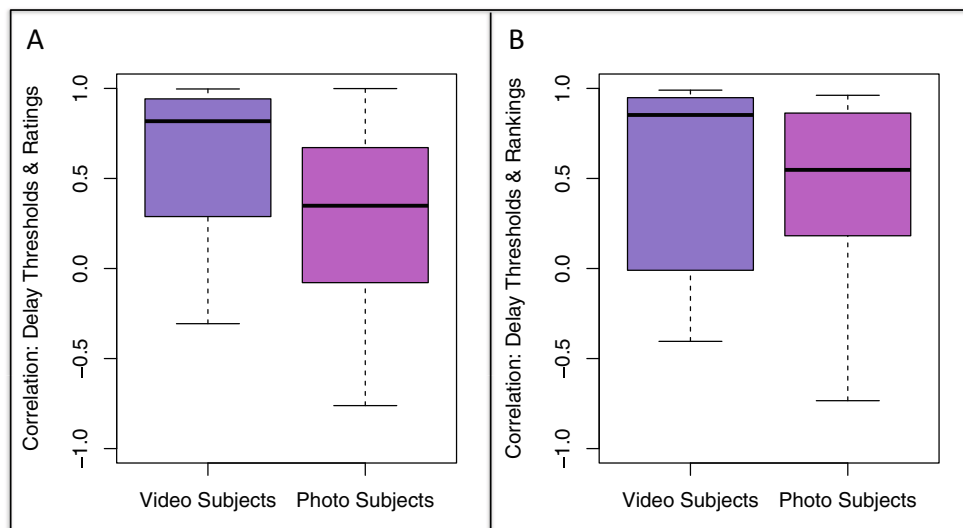 A
Correlation: Delay Thresholds & Ratings
1.0
0.5
0.0
−0.5
−1.0
Video Subjects Photo Subjects
B
Correlation: Delay Thresholds & Rankings
1.0
0.5
0.0
−0.5
−1.0
Video Subjects Photo Subjects